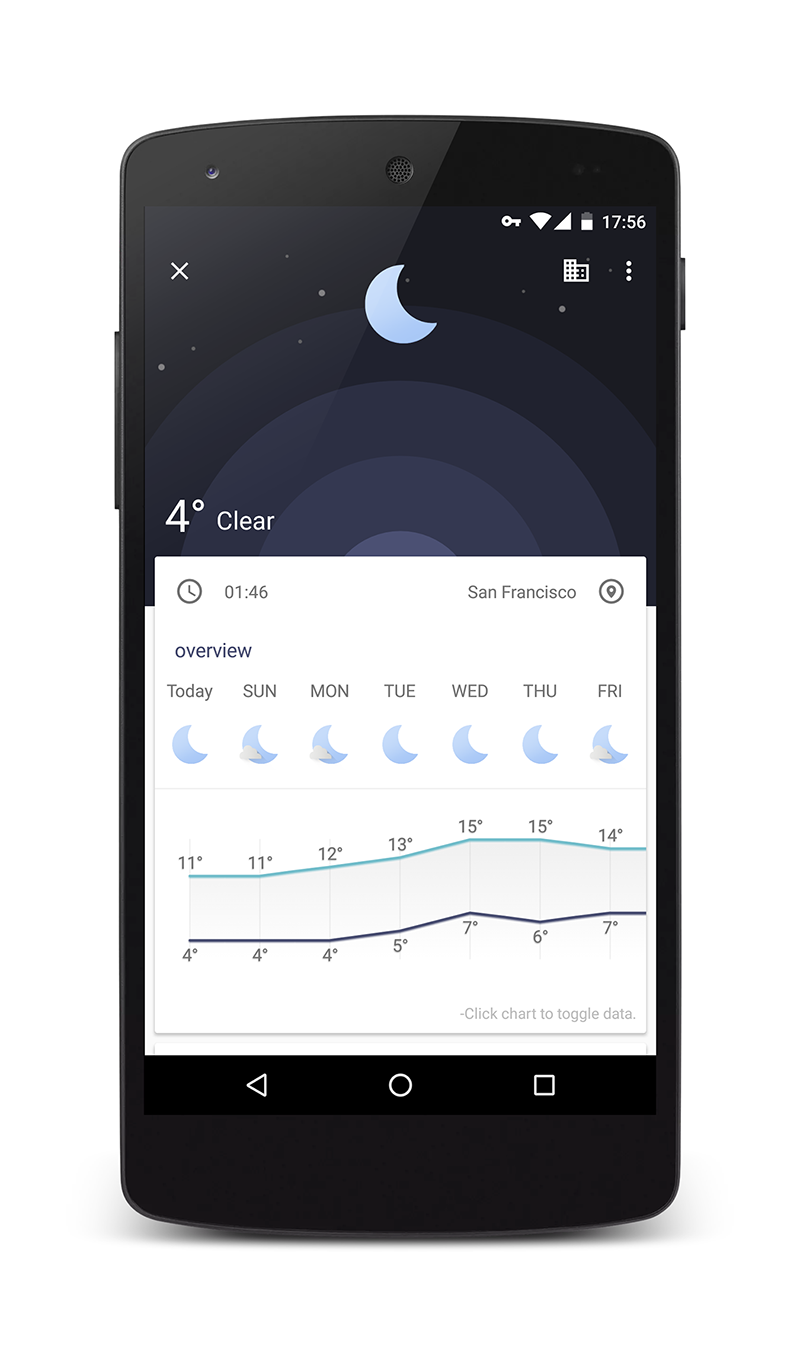 17:56
4° Clear
01:46 San Francisco
overview
Today SUN MON TUE WED THU FRI
11° 11° 12° 13° 15° 15° 14°
4° 4° 4° 5° 7° 6° 7°
-Click chart to toggle data.